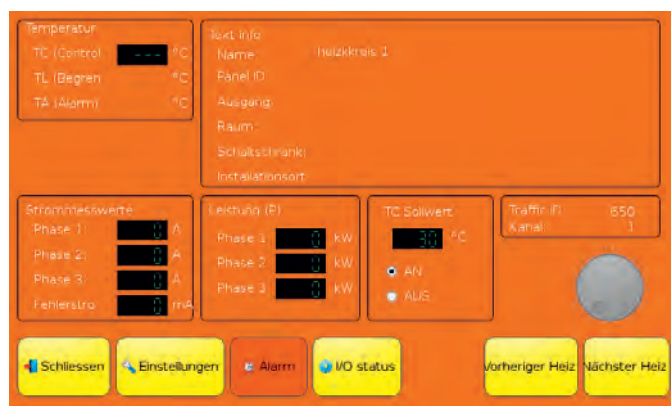 Temperatur
TC (Control --- °C
TL (Begren °C
TA (Alarm) °C
Text Info
Name: heizkkreis 1
Panel ID:
Ausgang:
Raum:
Schaltschrank:
Installationsort
Strommesswerte
Phase 1: 0 A
Phase 2: 0 A
Phase 3: 0 A
Fehlerstro 0 mA
Leistung (P)
Phase 1 0 kW
Phase 2 0 kW
Phase 3 0 kW
TC Sollwert
30 °C
AN
AUS
Traffic 650
Kanal: 1
Schliessen
Einstellungen
Alarm
I/O status
Vorheriger Heiz
Nächster Heiz